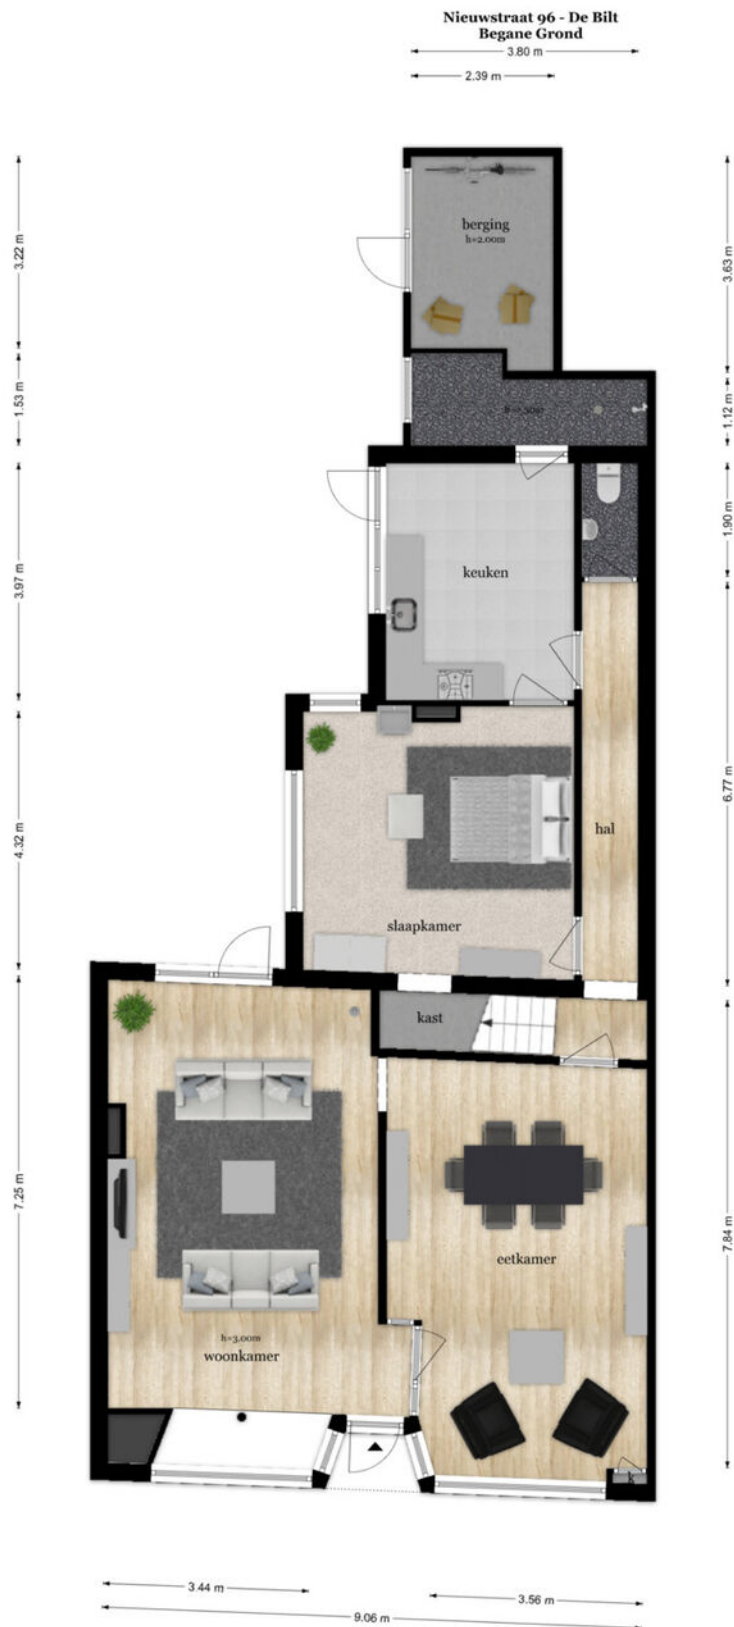 Nieuwstraat 96 - De Bilt
Begane Grond
3.80 m
2.39 m
berging
h=2.00m
3.22 m
3.63 m
1.53 m
1.12 m
keuken
3.97 m
1.90 m
hal
4.32 m
6.77 m
slaapkamer
kast
eetkamer
7.25 m
7.84 m
h=3.00m
woonkamer
k
3.44 m
3.56 m
9.06 m